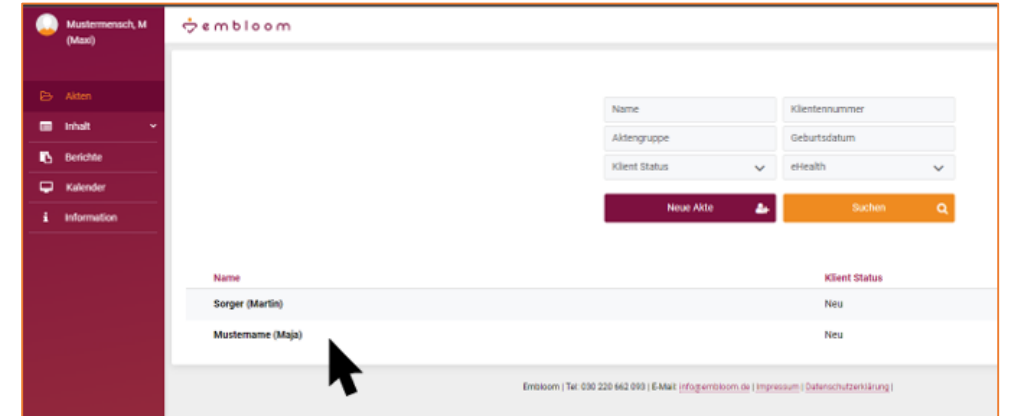 Mustermensch, M
(Maxi)
embloom
Akten
Inhalt
Berichte
Kalender
Information
Name
Klientennummer
Aktengruppe
Geburtsdatum
Klient Status
eHealth
Neue Akte
Suchen
Name
Klient Status
Sorger (Martin)
Neu
Mustername (Maja)
Neu
Embloom | Tel: 030 220 662 093 | E-Mail: info@embloom.de | Impressum | Datenschutzerklärung |